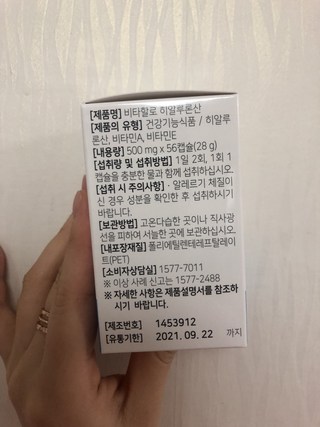 [제품명] 비타할로 히알루론산
[제품의 유형] 건강기능식품 / 히알
루론산, 비타민A, 비타민E
[내용량] 500 mg x 56캡슐(28 g)
[섭취량 및 섭취방법] 1일 2회, 1회 1
캡슐을 충분한 물과 함께 섭취하십시오.
[섭취 시 주의사항] · 알레르기 체질이
신 경우 성분을 확인한 후 섭취하시기
바랍니다.
[보관방법] 고온다습한 곳이나 직사광
선을 피하여 서늘한 곳에 보관하십시오.
[내포장재질] 폴리에틸렌테레프탈레이
트(PET)
[소비자상담실] 1577-7011
※ 이상 사례 신고는 1577-2488
※ 자세한 사항은 제품설명서를 참조하
시기 바랍니다.
[제조번호] 1453912
[유통기한] 2021. 09. 22 까지